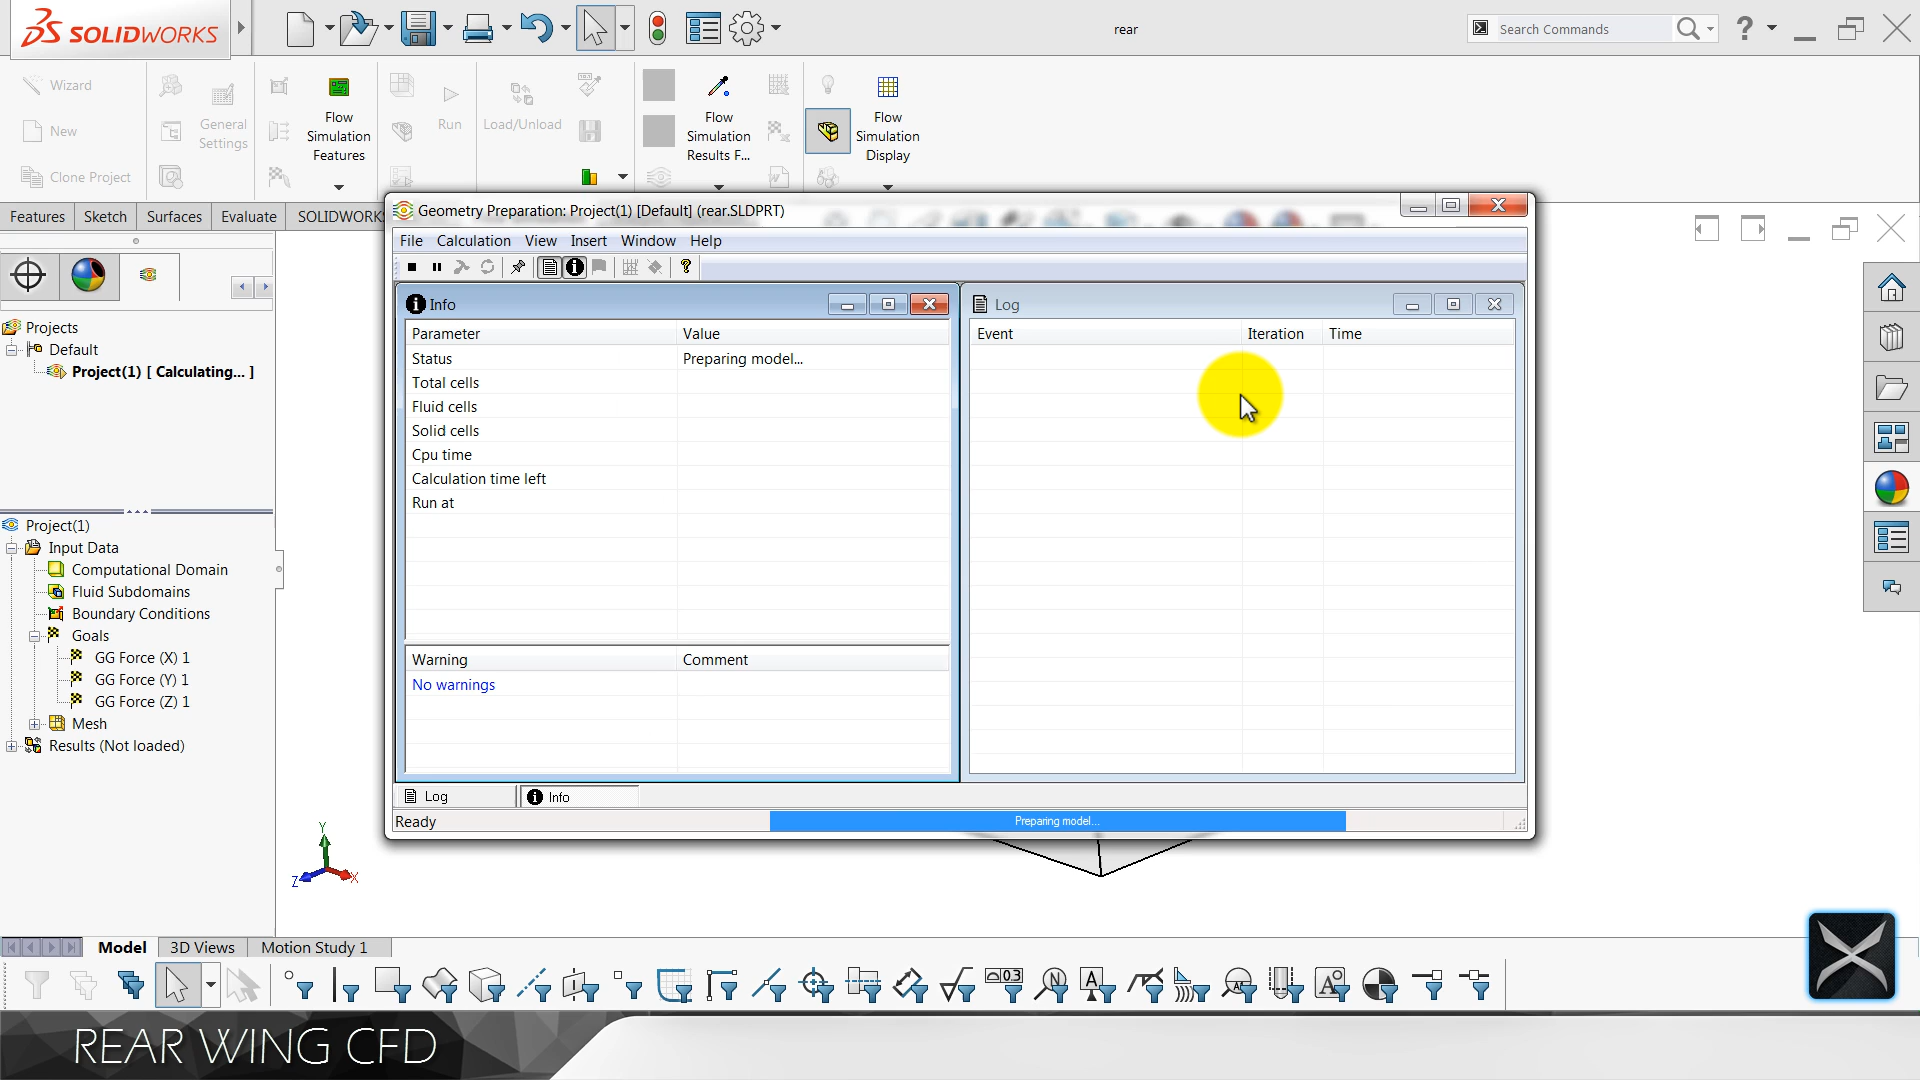 SOLIDWORKS
rear
Search Commands
Wizard
New
Clone Project
General Settings
Flow Simulation Features
Run
Load/Unload
Flow Simulation Results F...
Flow Simulation Display
Features Sketch Surfaces Evaluate SOLIDWORKS
Geometry Preparation: Project(1) [Default] (rear.SLDPRT)
File Calculation View Insert Window Help
Projects
Default
Project(1) [ Calculating... ]
Info
Parameter Value
Status Preparing model...
Total cells
Fluid cells
Solid cells
Cpu time
Calculation time left
Run at
Warning Comment
No warnings
Log
Event Iteration Time
Log Info
Ready
Preparing model...
Project(1)
Input Data
Computational Domain
Fluid Subdomains
Boundary Conditions
Goals
GG Force (X) 1
GG Force (Y) 1
GG Force (Z) 1
Mesh
Results (Not loaded)
Y
Z
X
Model 3D Views Motion Study 1
REAR WING CFD